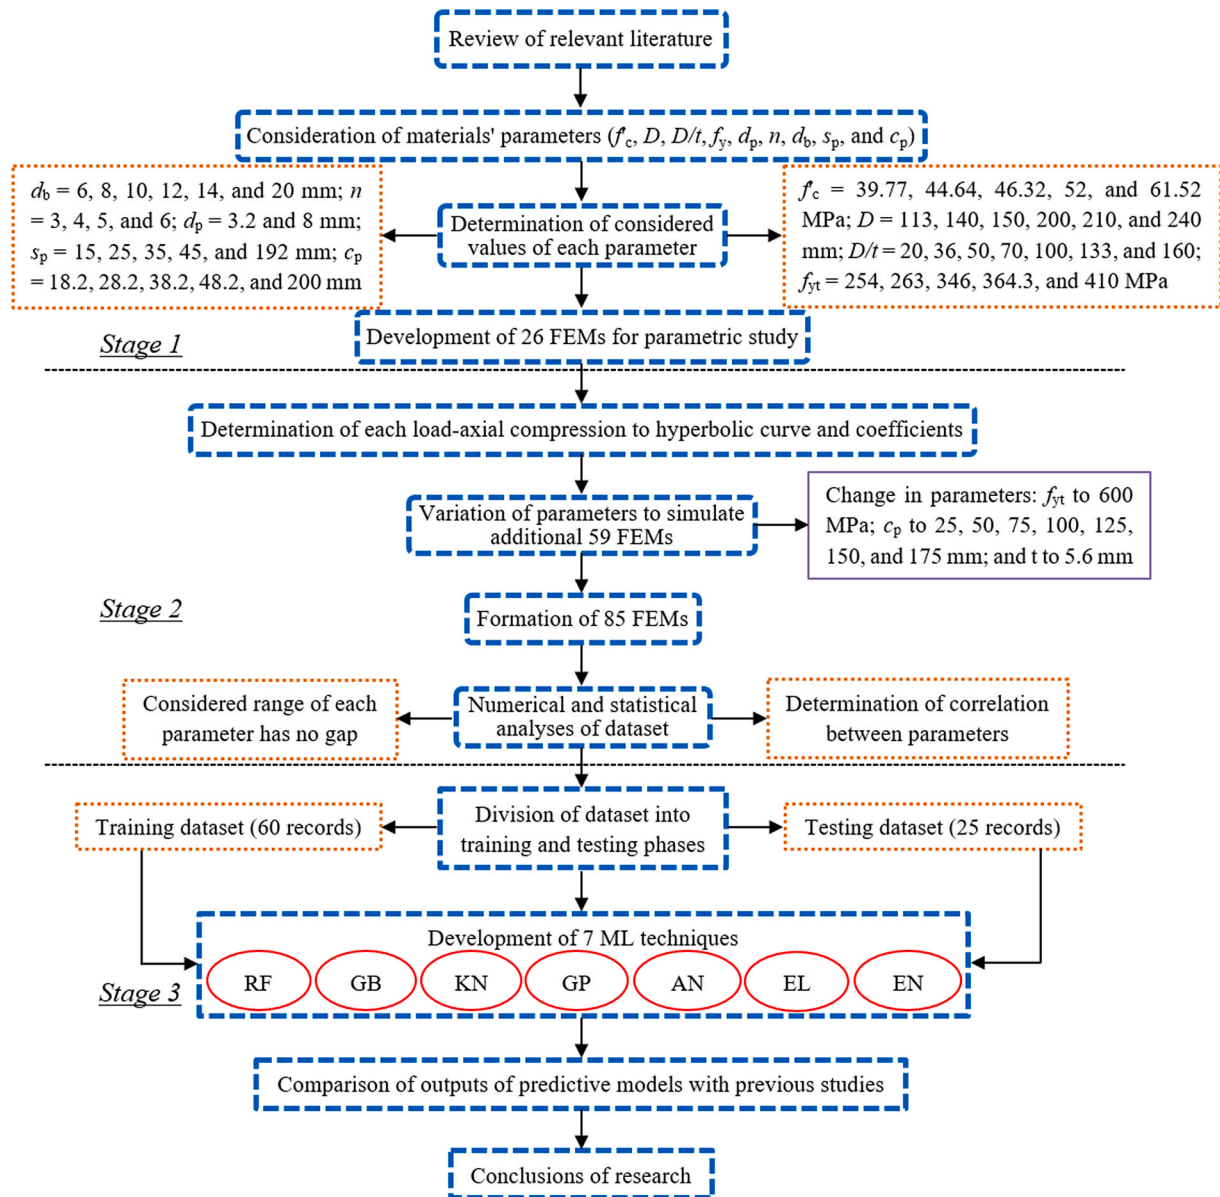 Review of relevant literature
Consideration of materials' parameters (f'c, D, D/t, fy, dp, n, db, sp, and cp)
db = 6, 8, 10, 12, 14, and 20 mm; n
= 3, 4, 5, and 6; dp = 3.2 and 8 mm;
sp = 15, 25, 35, 45, and 192 mm; cp
= 18.2, 28.2, 38.2, 48.2, and 200 mm
Determination of considered
values of each parameter
f'c = 39.77, 44.64, 46.32, 52, and 61.52
MPa; D = 113, 140, 150, 200, 210, and 240
mm; D/t = 20, 36, 50, 70, 100, 133, and 160;
fyt = 254, 263, 346, 364.3, and 410 MPa
Development of 26 FEMs for parametric study
Stage 1
Determination of each load-axial compression to hyperbolic curve and coefficients
Variation of parameters to simulate
additional 59 FEMs
Change in parameters: fyt to 600
MPa; cp to 25, 50, 75, 100, 125,
150, and 175 mm; and t to 5.6 mm
Stage 2
Formation of 85 FEMs
Considered range of each
parameter has no gap
Numerical and statistical
analyses of dataset
Determination of correlation
between parameters
Training dataset (60 records)
Division of dataset into
training and testing phases
Testing dataset (25 records)
Development of 7 ML techniques
RF GB KN GP AN EL EN
Stage 3
Comparison of outputs of predictive models with previous studies
Conclusions of research